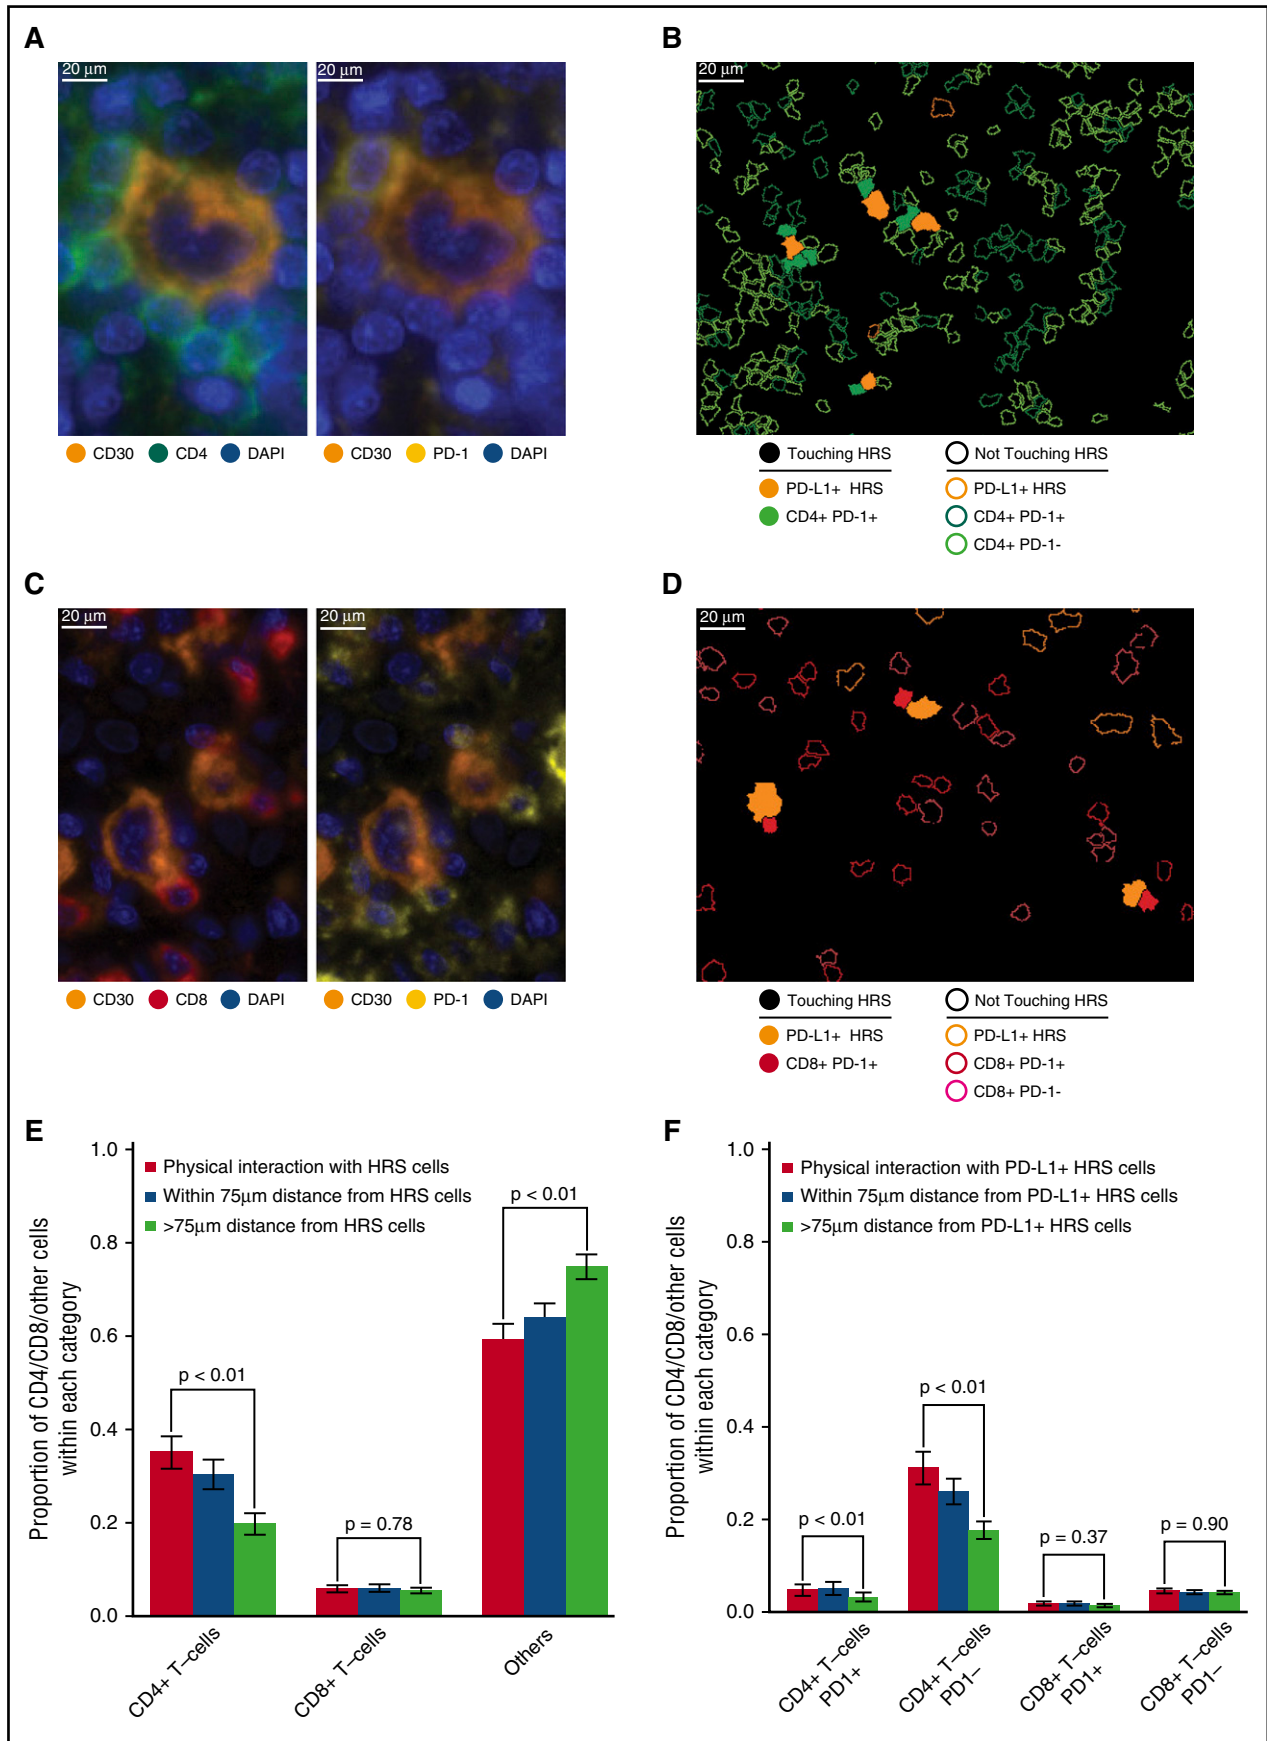 A
20 μm
20 μm
CD30 CD4 DAPI
CD30 PD-1 DAPI
B
20 μm
Touching HRS
PD-L1+ HRS
CD4+ PD-1+
Not Touching HRS
PD-L1+ HRS
CD4+ PD-1+
CD4+ PD-1-
C
20 μm
20 μm
CD30 CD8 DAPI
CD30 PD-1 DAPI
D
20 μm
Touching HRS
PD-L1+ HRS
CD8+ PD-1+
Not Touching HRS
PD-L1+ HRS
CD8+ PD-1+
CD8+ PD-1-
E
Proportion of CD4/CD8/other cells
within each category
1.0
0.8
0.6
0.4
0.2
0.0
Physical interaction with HRS cells
Within 75μm distance from HRS cells
>75μm distance from HRS cells
p < 0.01
p = 0.78
p < 0.01
CD4+ T–cells
CD8+ T–cells
Others
F
Proportion of CD4/CD8/other cells
within each category
1.0
0.8
0.6
0.4
0.2
0.0
Physical interaction with PD-L1+ HRS cells
Within 75μm distance from PD-L1+ HRS cells
>75μm distance from PD-L1+ HRS cells
p < 0.01
p < 0.01
p = 0.37
p = 0.90
CD4+ T–cells
PD1+
CD4+ T–cells
PD1–
CD8+ T–cells
PD1+
CD8+ T–cells
PD1–